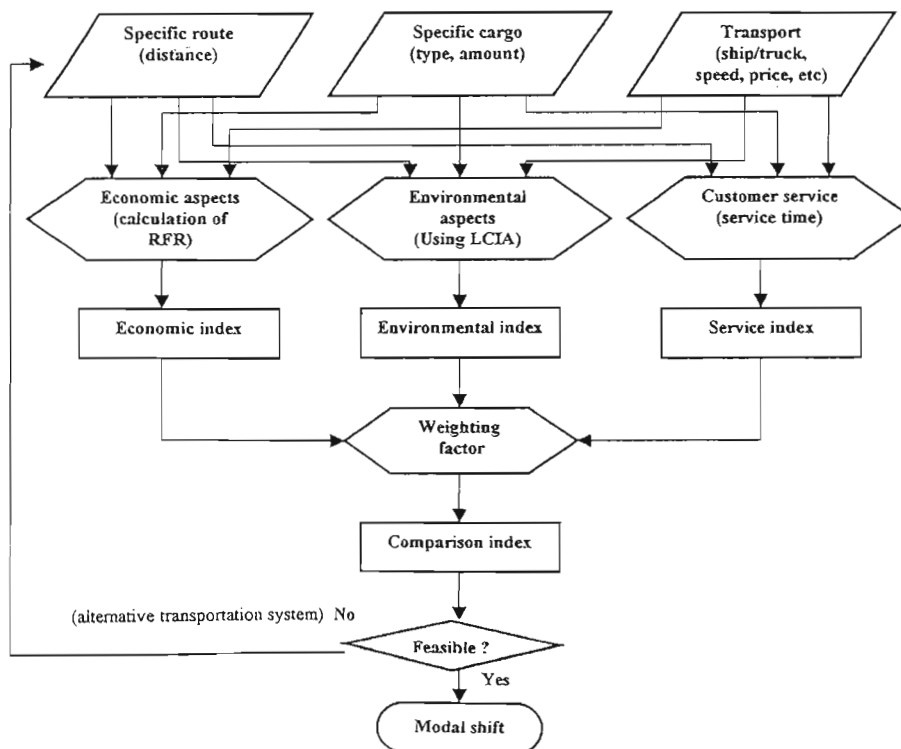 Specific route
(distance)
Specific cargo
(type, amount)
Transport
(ship/truck,
speed, price, etc)
Economic aspects
(calculation of
RFR)
Environmental
aspects
(Using LCIA)
Customer service
(service time)
Economic index
Environmental index
Service index
Weighting
factor
Comparison index
(alternative transportation system) No
Feasible ?
Yes
Modal shift